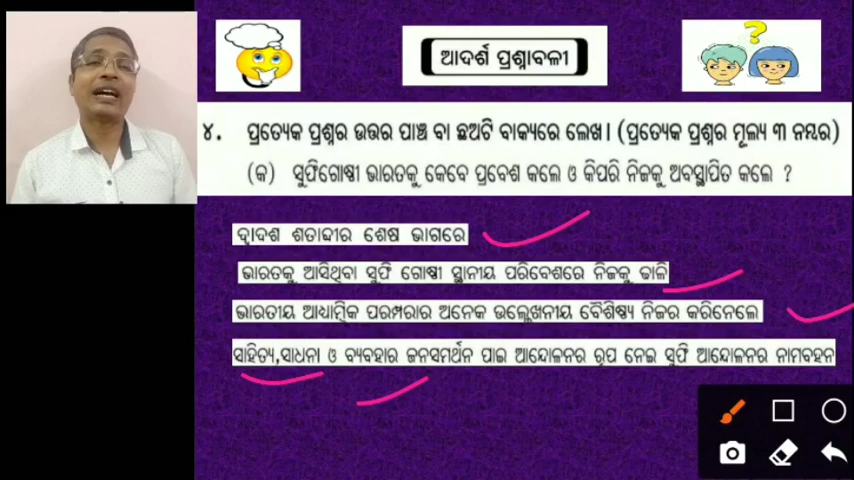 ଆଦର୍ଶ ପ୍ରଶ୍ନାବଳୀ
୪. ପ୍ରତ୍ୟେକ ପ୍ରଶ୍ନର ଉତ୍ତର ପାଞ୍ଚ ବା ଛଅଟି ବାକ୍ୟରେ ଲେଖ। (ପ୍ରତ୍ୟେକ ପ୍ରଶ୍ନର ମୂଲ୍ୟ ୩ ନମ୍ବର)
(କ) ସୁଫିଗୋଷ୍ଠୀ ଭାରତକୁ କେବେ ପ୍ରବେଶ କଲେ ଓ କିପରି ନିଜକୁ ଅବସ୍ଥାପିତ କଲେ ?
ଦ୍ୱାଦଶ ଶତାବ୍ଦୀର ଶେଷ ଭାଗରେ
ଭାରତକୁ ଆସିଥିବା ସୁଫି ଗୋଷ୍ଠୀ ସ୍ଥାନୀୟ ପରିବେଶରେ ନିଜକୁ ଢାଳି
ଭାରତୀୟ ଆଧ୍ୟାତ୍ମିକ ପରମ୍ପରାର ଅନେକ ଉଲ୍ଲେଖନୀୟ ବୈଶିଷ୍ଟ୍ୟ ନିଜର କରିନେଲେ
ସାହିତ୍ୟ,ସାଧନା ଓ ବ୍ୟବହାର ଜନସମର୍ଥନ ପାଇ ଆନ୍ଦୋଳନର ରୂପ ନେଇ ସୁଫି ଆନ୍ଦୋଳନର ନାମବହନ